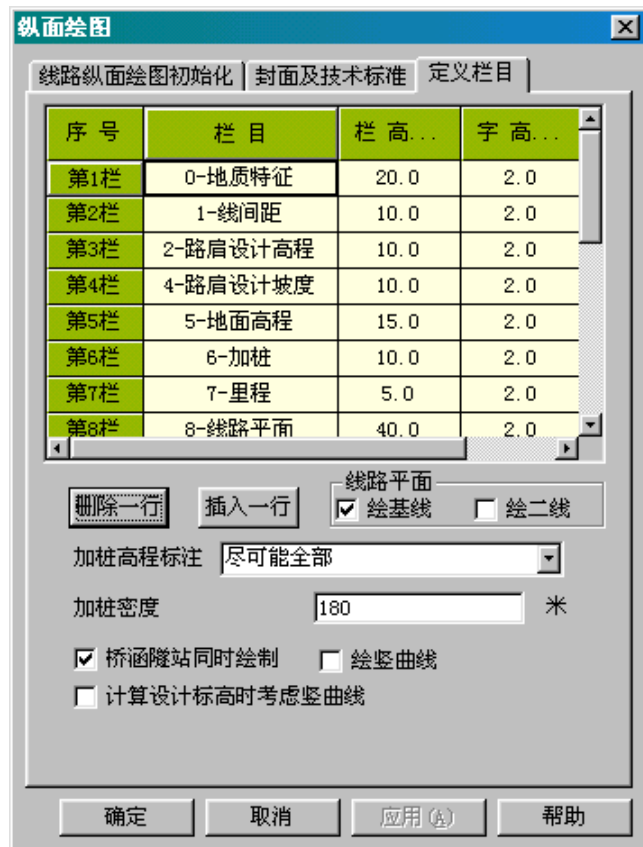 纵面绘图
线路纵面绘图初始化 封面及技术标准 定义栏目
序 号 栏 目 栏 高... 字 高...
第1栏 0-地质特征 20.0 2.0
第2栏 1-线间距 10.0 2.0
第3栏 2-路肩设计高程 10.0 2.0
第4栏 4-路肩设计坡度 10.0 2.0
第5栏 5-地面高程 15.0 2.0
第6栏 6-加桩 10.0 2.0
第7栏 7-里程 5.0 2.0
第8栏 8-线路平面 40.0 2.0
线路平面
删除一行 插入一行 绘基线 绘二线
加桩高程标注 尽可能全部
加桩密度 180 米
桥涵隧站同时绘制 绘竖曲线
计算设计标高时考虑竖曲线
确定 取消 应用(A) 帮助